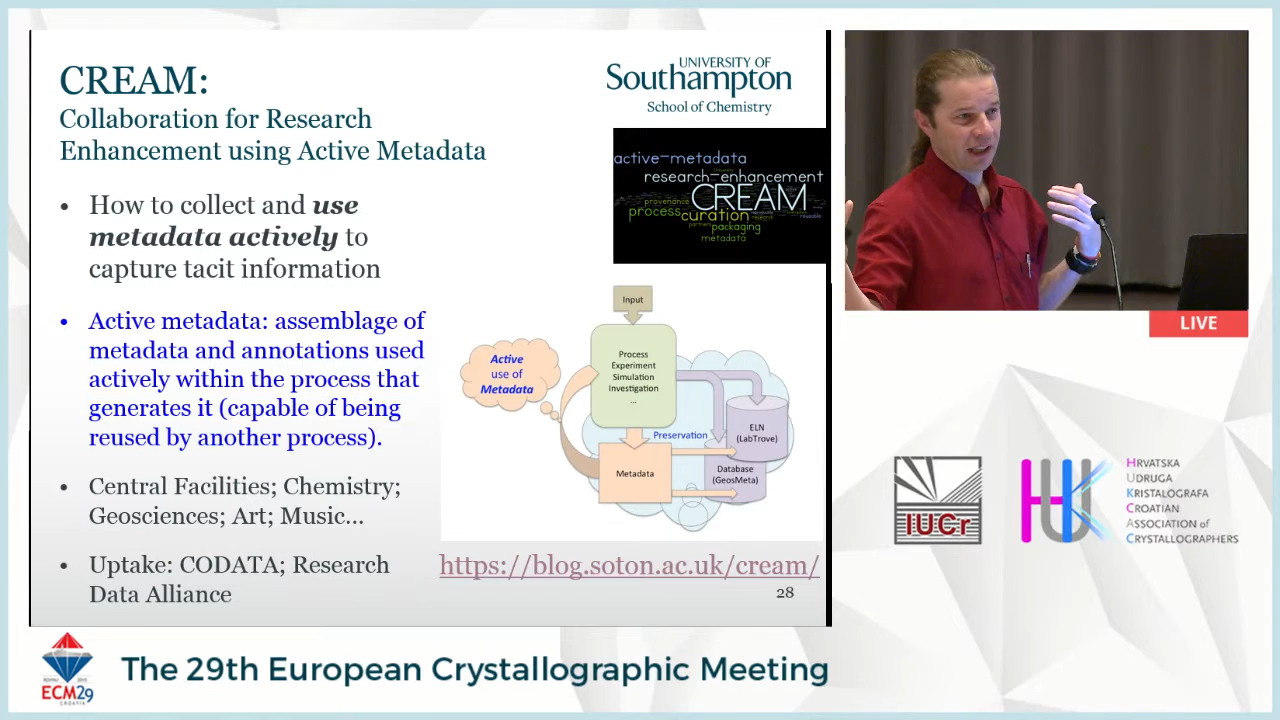 CREAM:
Collaboration for Research
Enhancement using Active Metadata
UNIVERSITY OF
Southampton
School of Chemistry
active-metadata
research-enhancement
CREAM
provenance
process
curation
packaging
metadata
• How to collect and use
metadata actively to
capture tacit information
• Active metadata: assemblage of
metadata and annotations used
actively within the process that
generates it (capable of being
reused by another process).
• Central Facilities; Chemistry;
Geosciences; Art; Music...
• Uptake: CODATA; Research
Data Alliance
Input
Active
use of
Metadata
Process
Experiment
Simulation
Investigation
...
Preservation
ELN
(LabTrove)
Metadata
Database
(GeosMeta)
https://blog.soton.ac.uk/cream/
28
LIVE
IUCr
HUK
HRVATSKA
UDRUGA
KRISTALOGRAFA
CROATIAN
ASSOCIATION of
CRYSTALLOGRAPHERS
ECM29
CROATIA
The 29th European Crystallographic Meeting